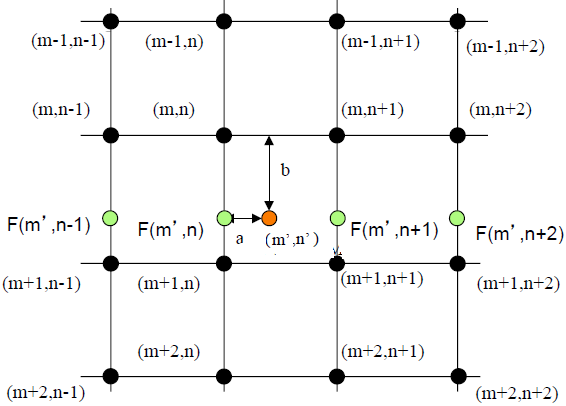 (m-1,n-1) (m-1,n) (m-1,n+1) (m-1,n+2)
(m,n-1) (m,n) (m,n+1) (m,n+2)
b
F(m’,n-1) F(m’,n) a (m’,n’) F(m’,n+1) F(m’,n+2)
(m+1,n-1) (m+1,n) (m+1,n+1) (m+1,n+2)
(m+2,n-1) (m+2,n) (m+2,n+1) (m+2,n+2)